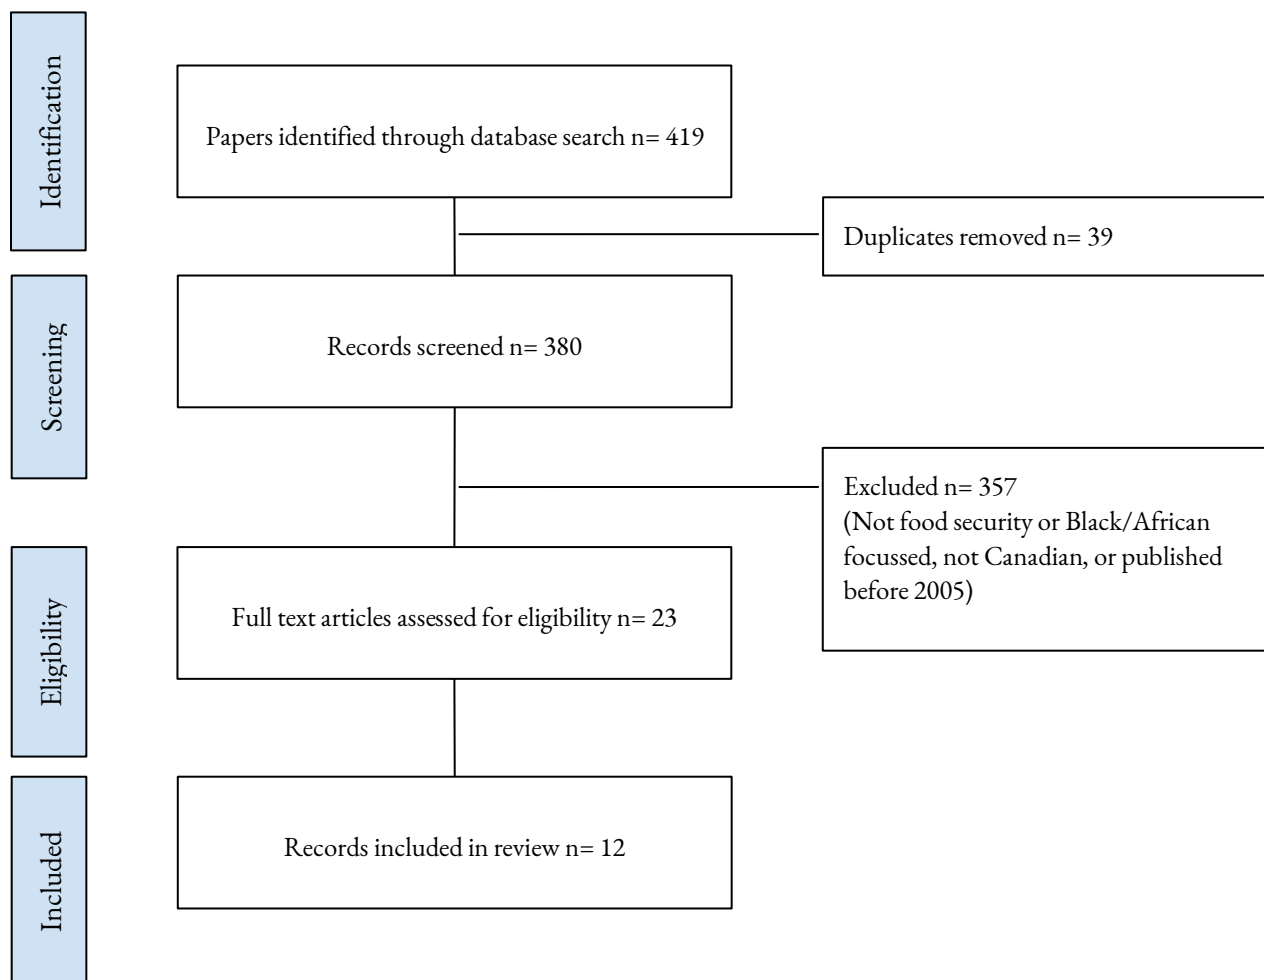 Identification
Papers identified through database search n= 419
Duplicates removed n= 39
Screening
Records screened n= 380
Excluded n= 357
(Not food security or Black/African
focussed, not Canadian, or published
before 2005)
Eligibility
Full text articles assessed for eligibility n= 23
Included
Records included in review n= 12